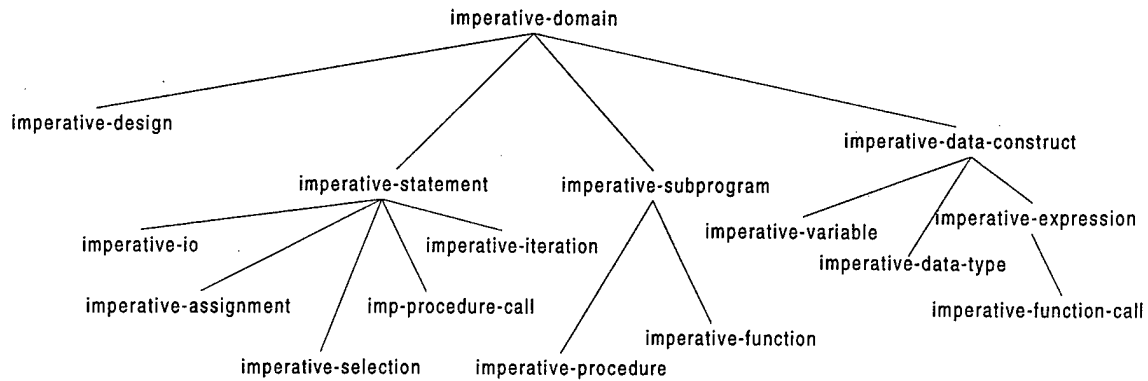 imperative-domain
imperative-design
imperative-data-construct
imperative-statement
imperative-subprogram
imperative-expression
imperative-variable
imperative-io
imperative-iteration
imperative-data-type
imperative-assignment
imp-procedure-call
imperative-function-call
imperative-function
imperative-selection
imperative-procedure